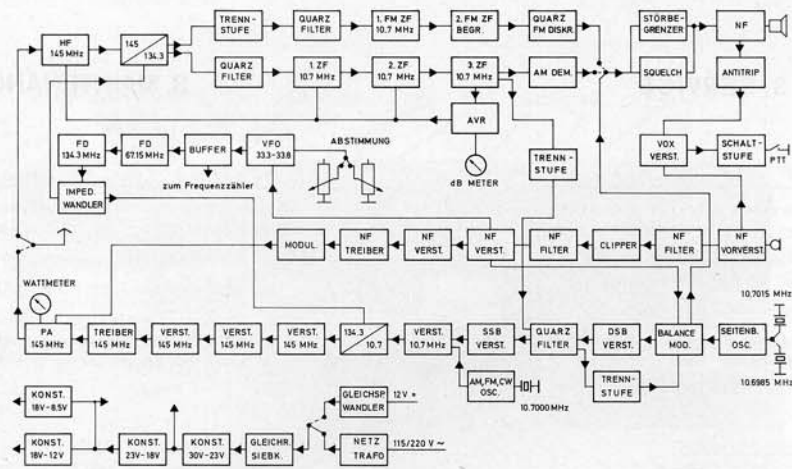 TRENN-
STUFE
QUARZ
FILTER
1. FM ZF
10.7 MHz
2. FM ZF
BEGR.
QUARZ
FM DISKR.
STÖRBE-
GRENZER
NF
HF
145 MHz
145
134.3
QUARZ
FILTER
1. ZF
10.7 MHz
2. ZF
10.7 MHz
3. ZF
10.7 MHz
AM DEM.
SQUELCH
ANTITRIP
AVR
FD
134.3 MHz
FD
67.15 MHz
BUFFER
VFO
33.3-33.8
ABSTIMMUNG
TRENN-
STUFE
VOX
VERST.
SCHALT-
STUFE
PTT
dB METER
zum Frequenzzähler
IMPED.
WANDLER
MODUL.
NF
TREIBER
NF
VERST.
NF
VERST.
NF
FILTER
CLIPPER
NF
FILTER
NF
VORVERST.
WATTMETER
10.7015 MHz
PA
145 MHz
TREIBER
145 MHz
VERST.
145 MHz
VERST.
145 MHz
VERST.
145 MHz
134.3
10.7
VERST.
10.7 MHz
SSB
VERST.
QUARZ
FILTER
DSB
VERST.
BALANCE
MOD.
SEITENB.
OSC.
10.6985 MHz
AM,FM,CW
OSC.
10.7000 MHz
TRENN-
STUFE
KONST.
18V-8.5V
GLEICHSP.
WANDLER
12V +
KONST.
18V-12V
KONST.
23V-18V
KONST.
30V-23V
GLEICHR.
SIEBK.
NETZ
TRAFO
115/220 V ~